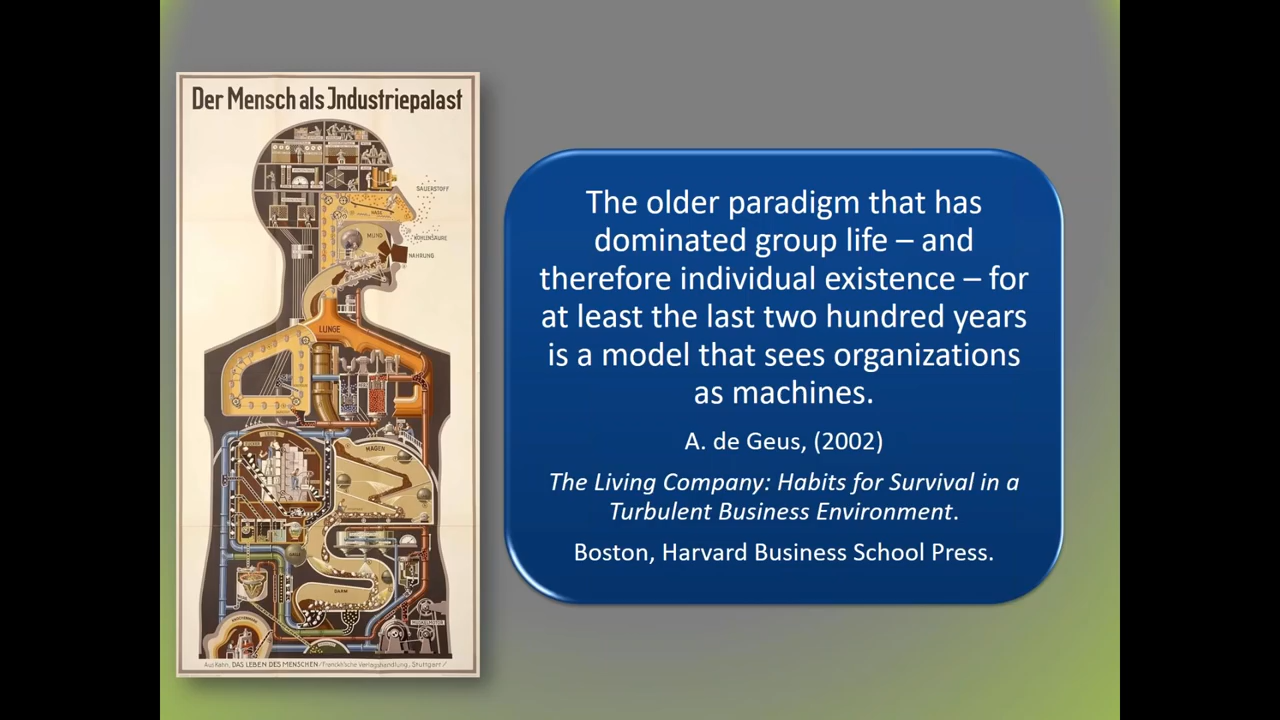 Der Mensch als Industriepalast
SAUERSTOFF
NASE
MUND
KOHLENSÄURE
NAHRUNG
LUNGE
MAGEN
DARM
MUSKELMOTOR
Aus Kahn, DAS LEBEN DES MENSCHEN / Franckh'sche Verlagshandlung, Stuttgart /
The older paradigm that has
dominated group life – and
therefore individual existence – for
at least the last two hundred years
is a model that sees organizations
as machines.
A. de Geus, (2002)
The Living Company: Habits for Survival in a
Turbulent Business Environment.
Boston, Harvard Business School Press.